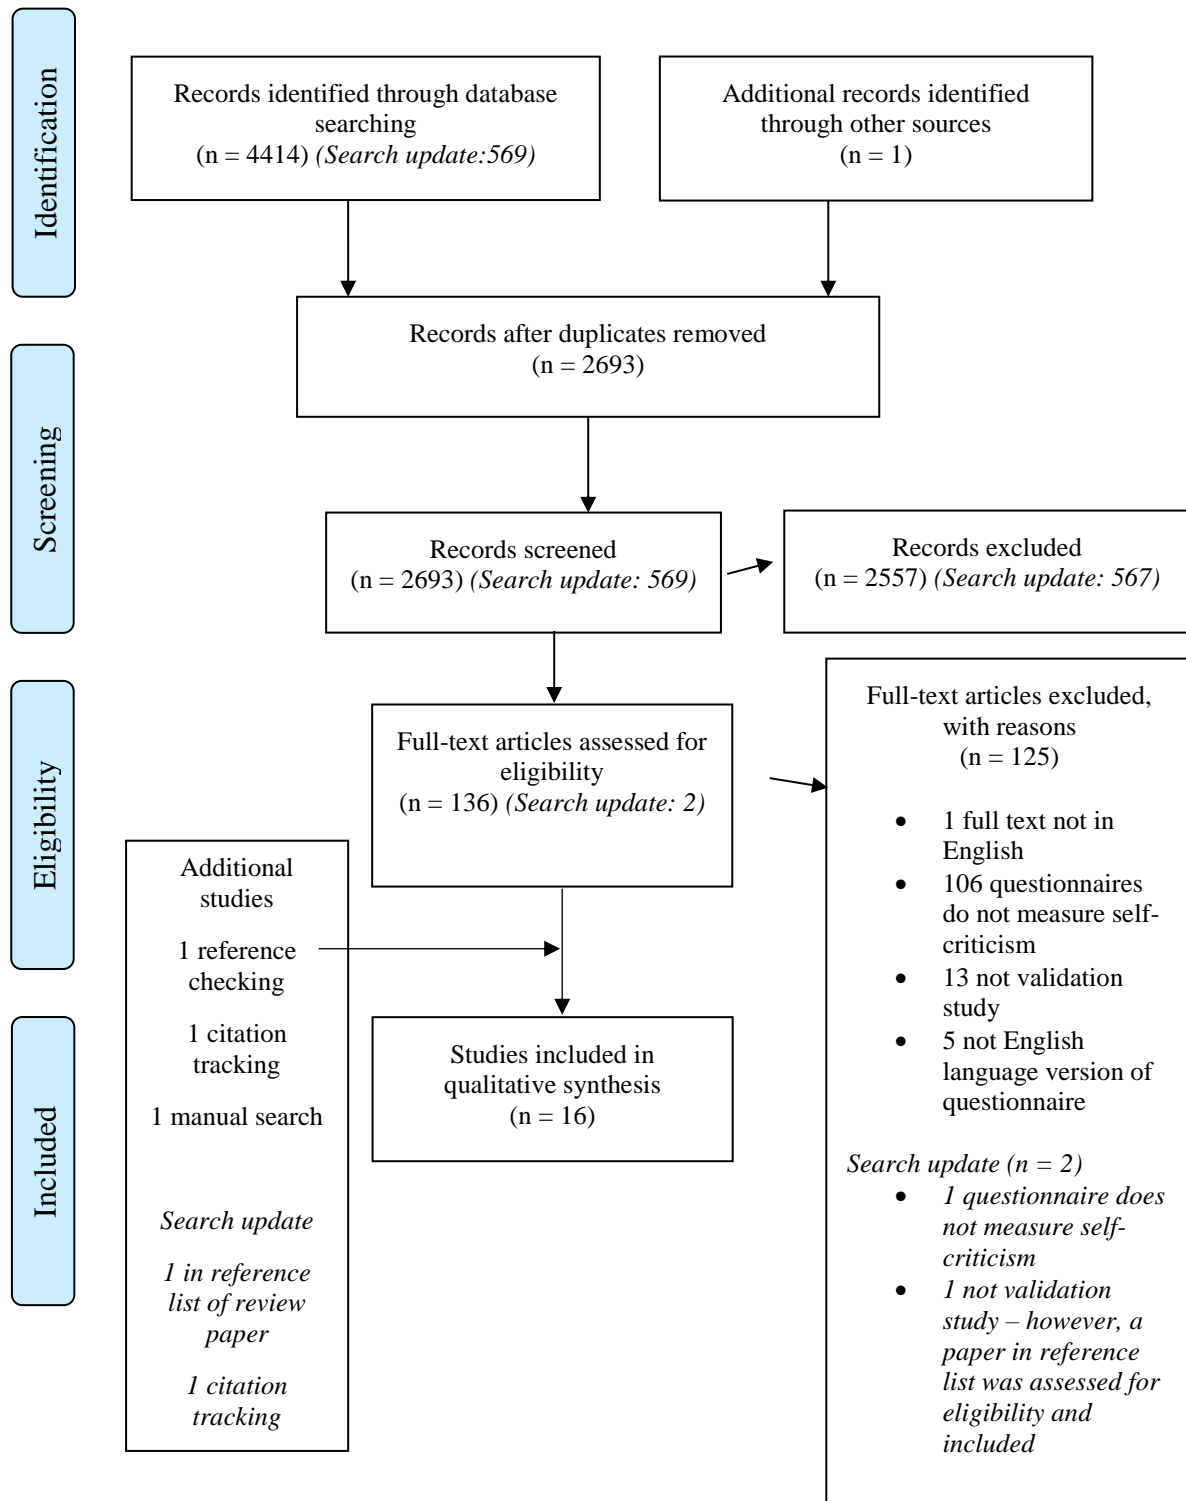 Identification
Records identified through database
searching
(n = 4414) (Search update:569)
Additional records identified
through other sources
(n = 1)
Records after duplicates removed
(n = 2693)
Screening
Records screened
(n = 2693) (Search update: 569)
Records excluded
(n = 2557) (Search update: 567)
Eligibility
Full-text articles assessed for
eligibility
(n = 136) (Search update: 2)
Full-text articles excluded,
with reasons
(n = 125)
• 1 full text not in
English
• 106 questionnaires
do not measure self-
criticism
• 13 not validation
study
• 5 not English
language version of
questionnaire
Search update (n = 2)
• 1 questionnaire does
not measure self-
criticism
• 1 not validation
study – however, a
paper in reference
list was assessed for
eligibility and
included
Additional
studies
1 reference
checking
1 citation
tracking
1 manual search
Search update
1 in reference
list of review
paper
1 citation
tracking
Included
Studies included in
qualitative synthesis
(n = 16)